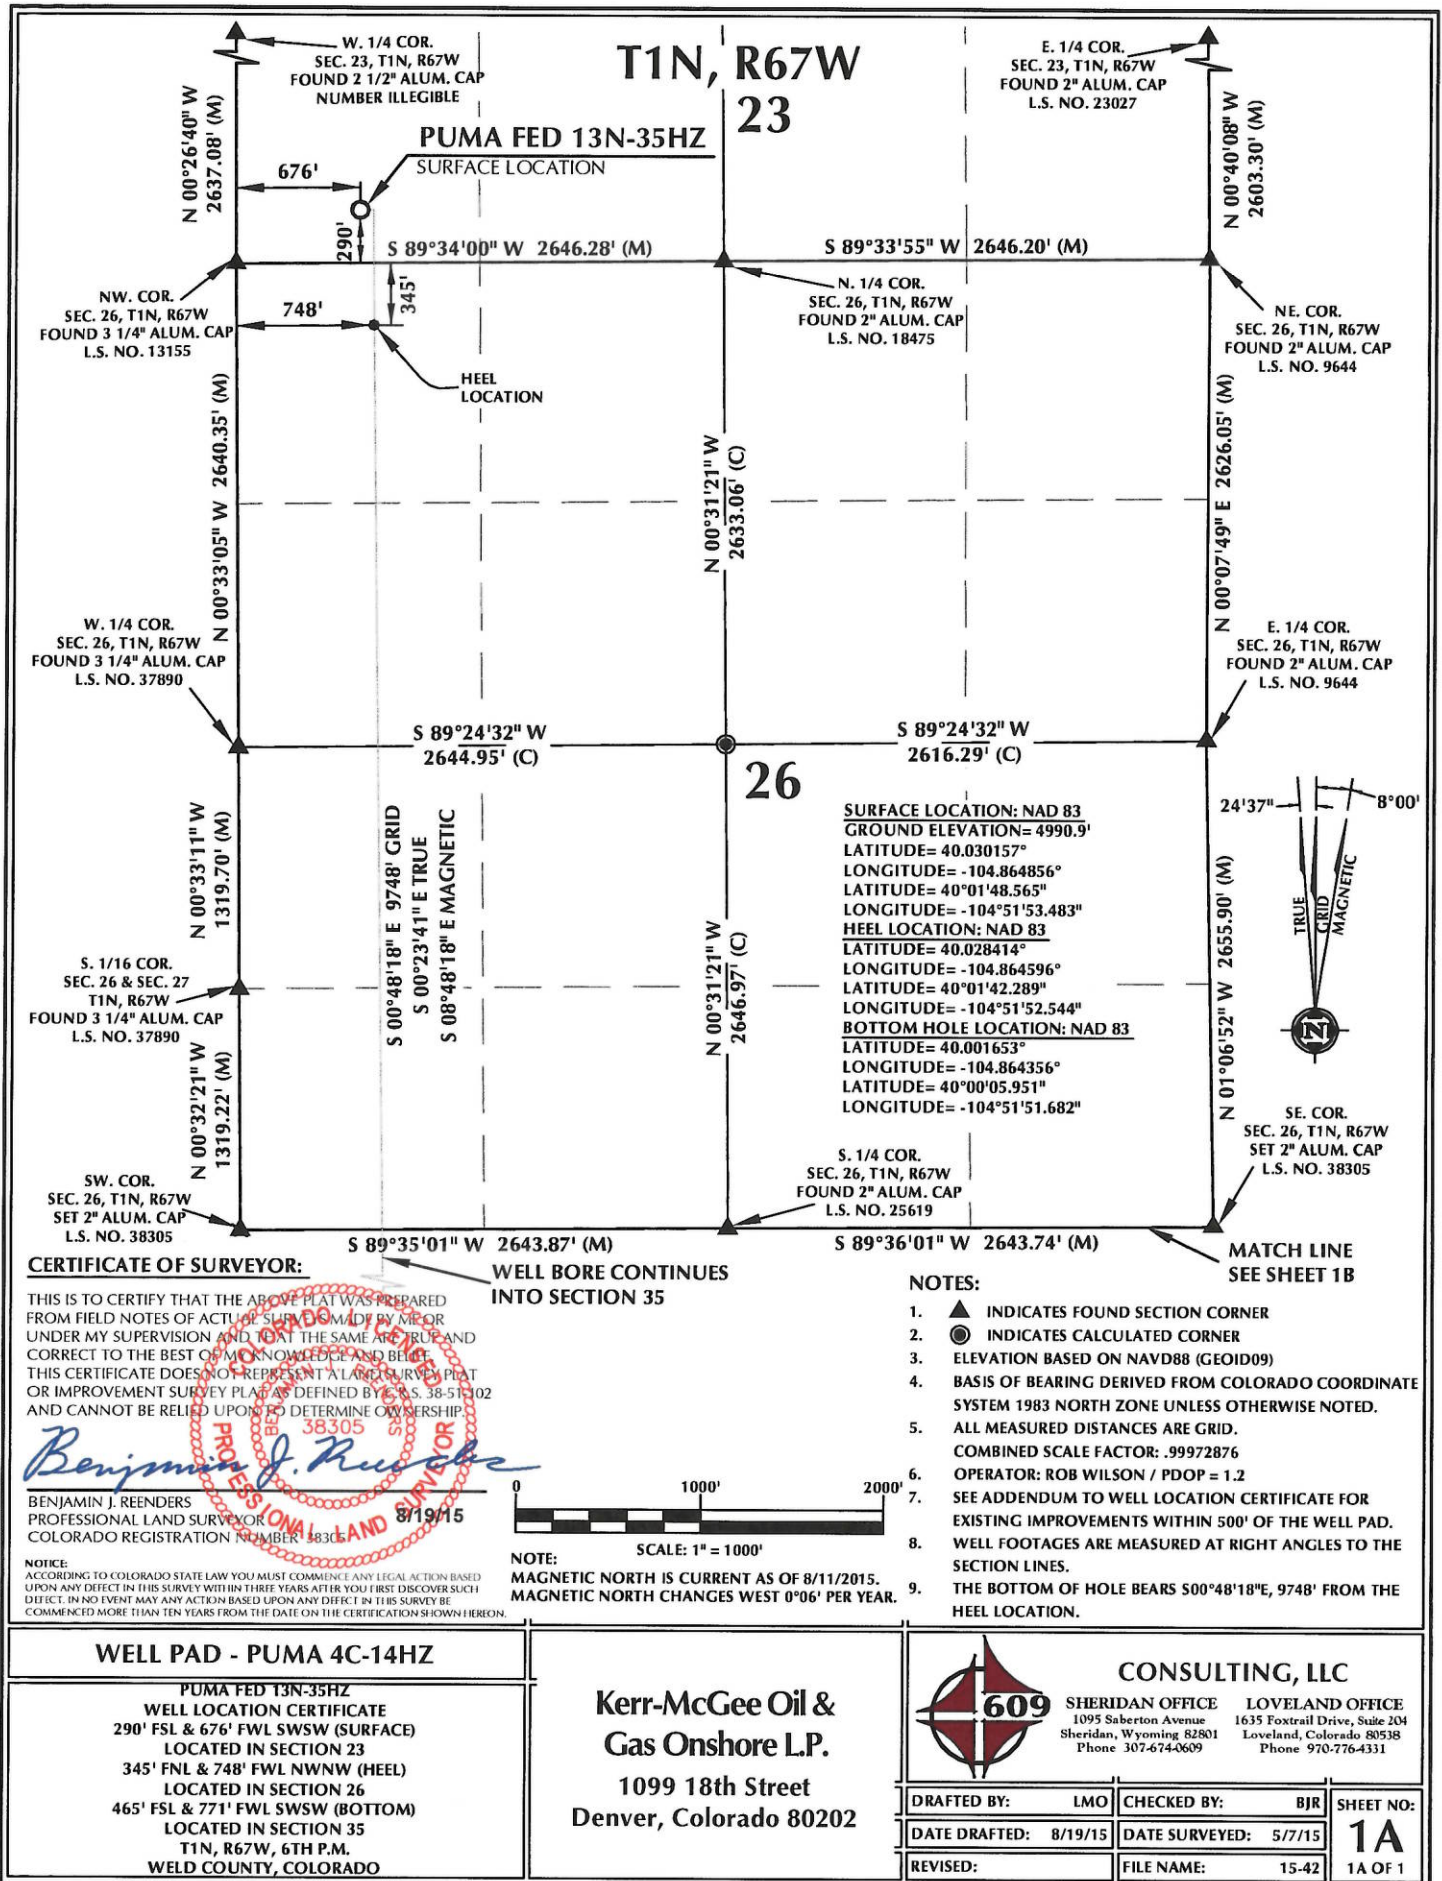 W. 1/4 COR.
SEC. 23, T1N, R67W
FOUND 2 1/2" ALUM. CAP
NUMBER ILLEGIBLE
T1N, R67W
23
E. 1/4 COR.
SEC. 23, T1N, R67W
FOUND 2" ALUM. CAP
L.S. NO. 23027
N 00°26'40" W
2637.08' (M)
PUMA FED 13N-35HZ
SURFACE LOCATION
676'
290'
N 00°40'08" W
2603.30' (M)
S 89°34'00" W 2646.28' (M)
S 89°33'55" W 2646.20' (M)
NW. COR.
SEC. 26, T1N, R67W
FOUND 3 1/4" ALUM. CAP
L.S. NO. 13155
748'
345'
HEEL
LOCATION
N. 1/4 COR.
SEC. 26, T1N, R67W
FOUND 2" ALUM. CAP
L.S. NO. 18475
NE. COR.
SEC. 26, T1N, R67W
FOUND 2" ALUM. CAP
L.S. NO. 9644
N 00°33'05" W 2640.35' (M)
N 00°31'21" W
2633.06' (C)
N 00°07'49" E 2626.05' (M)
W. 1/4 COR.
SEC. 26, T1N, R67W
FOUND 3 1/4" ALUM. CAP
L.S. NO. 37890
E. 1/4 COR.
SEC. 26, T1N, R67W
FOUND 2" ALUM. CAP
L.S. NO. 9644
S 89°24'32" W
2644.95' (C)
S 89°24'32" W
2616.29' (C)
26
N 00°33'11" W
1319.70' (M)
S 00°48'18" E 9748' GRID
S 00°23'41" E TRUE
S 08°48'18" E MAGNETIC
SURFACE LOCATION: NAD 83
GROUND ELEVATION= 4990.9'
LATITUDE= 40.030157°
LONGITUDE= -104.864856°
LATITUDE= 40°01'48.565"
LONGITUDE= -104°51'53.483"
HEEL LOCATION: NAD 83
LATITUDE= 40.028414°
LONGITUDE= -104.864596°
LATITUDE= 40°01'42.289"
LONGITUDE= -104°51'52.544"
BOTTOM HOLE LOCATION: NAD 83
LATITUDE= 40.001653°
LONGITUDE= -104.864356°
LATITUDE= 40°00'05.951"
LONGITUDE= -104°51'51.682"
24'37"
8°00'
TRUE
GRID
MAGNETIC
N
S. 1/16 COR.
SEC. 26 & SEC. 27
T1N, R67W
FOUND 3 1/4" ALUM. CAP
L.S. NO. 37890
N 00°31'21" W
2646.97' (C)
N 01°06'52" W 2655.90' (M)
N 00°32'21" W
1319.22' (M)
SW. COR.
SEC. 26, T1N, R67W
SET 2" ALUM. CAP
L.S. NO. 38305
S. 1/4 COR.
SEC. 26, T1N, R67W
FOUND 2" ALUM. CAP
L.S. NO. 25619
SE. COR.
SEC. 26, T1N, R67W
SET 2" ALUM. CAP
L.S. NO. 38305
S 89°35'01" W 2643.87' (M)
S 89°36'01" W 2643.74' (M)
WELL BORE CONTINUES
INTO SECTION 35
MATCH LINE
SEE SHEET 1B
CERTIFICATE OF SURVEYOR:
THIS IS TO CERTIFY THAT THE ABOVE PLAT WAS PREPARED
FROM FIELD NOTES OF ACTUAL SURVEYS MADE BY ME OR
UNDER MY SUPERVISION AND THAT THE SAME ARE TRUE AND
CORRECT TO THE BEST OF MY KNOWLEDGE AND BELIEF.
THIS CERTIFICATE DOES NOT REPRESENT A LAND SURVEY PLAT
OR IMPROVEMENT SURVEY PLAT AS DEFINED BY C.R.S. 38-51-102
AND CANNOT BE RELIED UPON TO DETERMINE OWNERSHIP.
COLORADO LICENSED
PROFESSIONAL LAND SURVEYOR
BENJAMIN J. REENDERS
38305
Benjamin J. Reenders
8/19/15
BENJAMIN J. REENDERS
PROFESSIONAL LAND SURVEYOR
COLORADO REGISTRATION NUMBER 38305
NOTICE:
ACCORDING TO COLORADO STATE LAW YOU MUST COMMENCE ANY LEGAL ACTION BASED
UPON ANY DEFECT IN THIS SURVEY WITHIN THREE YEARS AFTER YOU FIRST DISCOVER SUCH
DEFECT. IN NO EVENT MAY ANY ACTION BASED UPON ANY DEFECT IN THIS SURVEY BE
COMMENCED MORE THAN TEN YEARS FROM THE DATE ON THE CERTIFICATION SHOWN HEREON.
0 1000' 2000'
SCALE: 1" = 1000'
NOTE:
MAGNETIC NORTH IS CURRENT AS OF 8/11/2015.
MAGNETIC NORTH CHANGES WEST 0°06' PER YEAR.
NOTES:
1. INDICATES FOUND SECTION CORNER
2. INDICATES CALCULATED CORNER
3. ELEVATION BASED ON NAVD88 (GEOID09)
4. BASIS OF BEARING DERIVED FROM COLORADO COORDINATE
SYSTEM 1983 NORTH ZONE UNLESS OTHERWISE NOTED.
5. ALL MEASURED DISTANCES ARE GRID.
COMBINED SCALE FACTOR: .99972876
6. OPERATOR: ROB WILSON / PDOP = 1.2
7. SEE ADDENDUM TO WELL LOCATION CERTIFICATE FOR
EXISTING IMPROVEMENTS WITHIN 500' OF THE WELL PAD.
8. WELL FOOTAGES ARE MEASURED AT RIGHT ANGLES TO THE
SECTION LINES.
9. THE BOTTOM OF HOLE BEARS S00°48'18"E, 9748' FROM THE
HEEL LOCATION.
WELL PAD - PUMA 4C-14HZ
PUMA FED 13N-35HZ
WELL LOCATION CERTIFICATE
290' FSL & 676' FWL SWSW (SURFACE)
LOCATED IN SECTION 23
345' FNL & 748' FWL NWNW (HEEL)
LOCATED IN SECTION 26
465' FSL & 771' FWL SWSW (BOTTOM)
LOCATED IN SECTION 35
T1N, R67W, 6TH P.M.
WELD COUNTY, COLORADO
Kerr-McGee Oil &
Gas Onshore L.P.
1099 18th Street
Denver, Colorado 80202
609
CONSULTING, LLC
SHERIDAN OFFICE
1095 Saberton Avenue
Sheridan, Wyoming 82801
Phone 307-674-0609
LOVELAND OFFICE
1635 Foxtrail Drive, Suite 204
Loveland, Colorado 80538
Phone 970-776-4331
DRAFTED BY: LMO
CHECKED BY: BJR
DATE DRAFTED: 8/19/15
DATE SURVEYED: 5/7/15
REVISED:
FILE NAME: 15-42
SHEET NO:
1A
1A OF 1